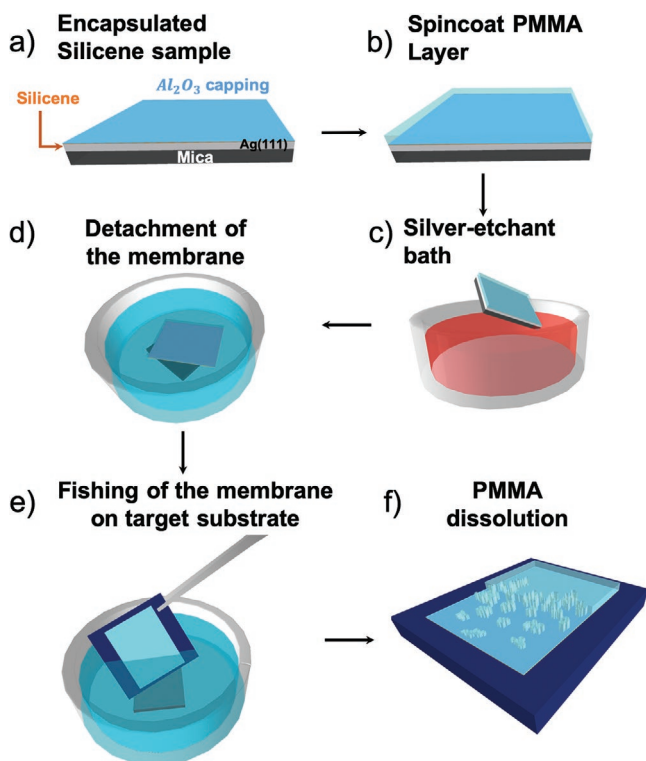 a) Encapsulated
Silicene sample
Al₂O₃ capping
Silicene
Ag(111)
Mica
b) Spincoat PMMA
Layer
d) Detachment of
the membrane
c) Silver-etchant
bath
e) Fishing of the membrane
on target substrate
f) PMMA
dissolution